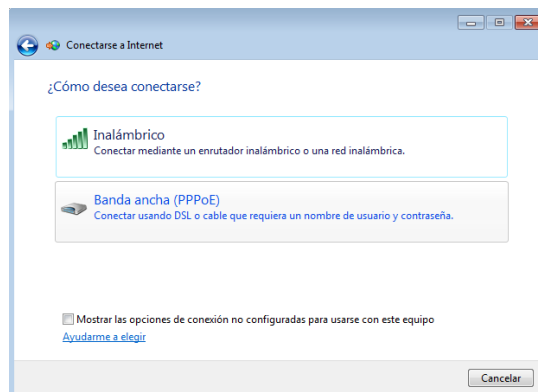 Conectarse a Internet
¿Cómo desea conectarse?
Inalámbrico
Conectar mediante un enrutador inalámbrico o una red inalámbrica.
Banda ancha (PPPoE)
Conectar usando DSL o cable que requiera un nombre de usuario y contraseña.
Mostrar las opciones de conexión no configuradas para usarse con este equipo
Ayudarme a elegir
Cancelar